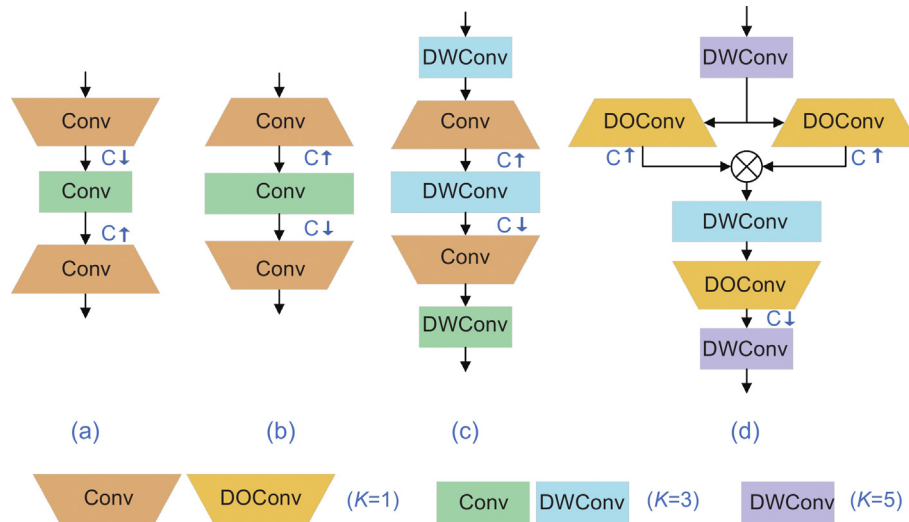 Conv
C↓
Conv
C↑
Conv
(a)
Conv
C↑
Conv
C↓
Conv
(b)
DWConv
Conv
C↑
DWConv
C↓
Conv
DWConv
(c)
DWConv
DOConv
DOConv
C↑
C↑
DWConv
DOConv
C↓
DWConv
(d)
Conv DOConv (K=1) Conv DWConv (K=3) DWConv (K=5)